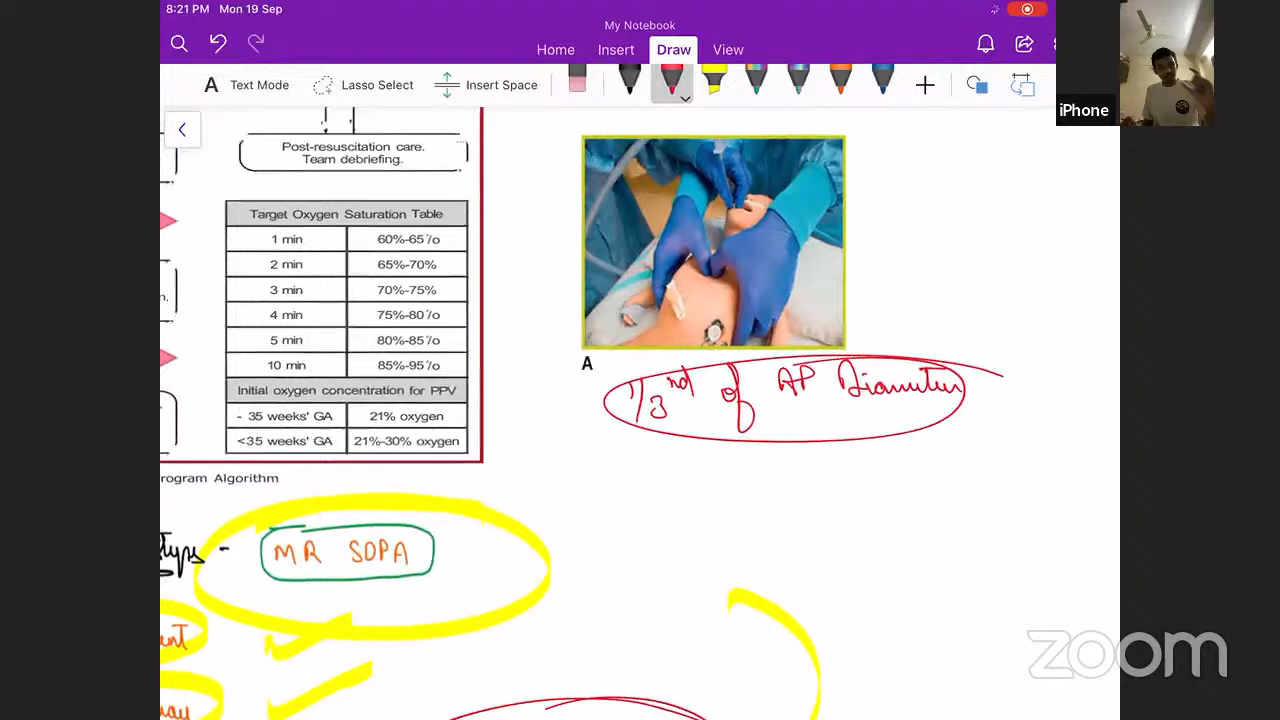 8:21 PM Mon 19 Sep
My Notebook
Home Insert Draw View
A Text Mode Lasso Select Insert Space
iPhone
Post-resuscitation care.
Team debriefing.
Target Oxygen Saturation Table
1 min 60%-65%
2 min 65%-70%
3 min 70%-75%
4 min 75%-80%
5 min 80%-85%
10 min 85%-95%
Initial oxygen concentration for PPV
- 35 weeks' GA 21% oxygen
<35 weeks' GA 21%-30% oxygen
A
1/3nd of AP Diameter
rogram Algorithm
MR SOPA
zoom